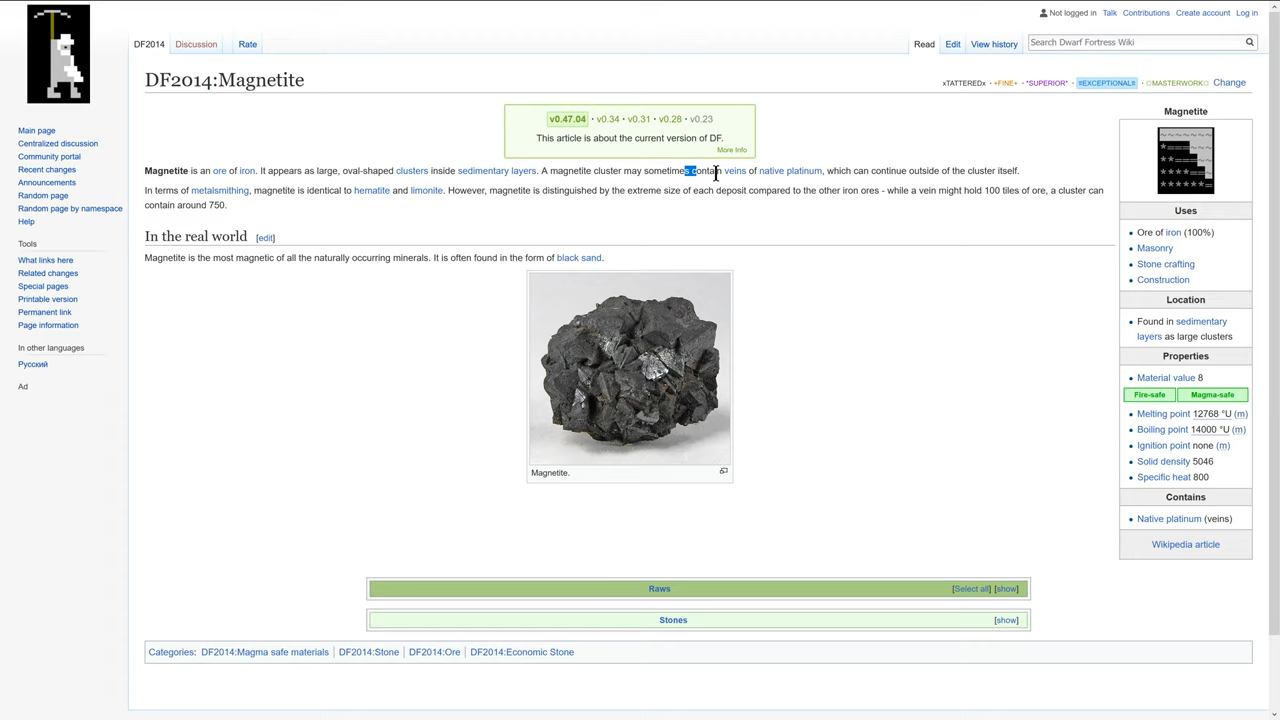 Not logged in Talk Contributions Create account Log in
DF2014 Discussion Rate Read Edit View history Search Dwarf Fortress Wiki
DF2014:Magnetite
xTATTEREDx · +FINE+ · *SUPERIOR* · ≡EXCEPTIONAL≡ · ☼MASTERWORK☼ Change
v0.47.04 · v0.34 · v0.31 · v0.28 · v0.23
This article is about the current version of DF.
More Info
Magnetite is an ore of iron. It appears as large, oval-shaped clusters inside sedimentary layers. A magnetite cluster may sometimes contain veins of native platinum, which can continue outside of the cluster itself.
In terms of metalsmithing, magnetite is identical to hematite and limonite. However, magnetite is distinguished by the extreme size of each deposit compared to the other iron ores - while a vein might hold 100 tiles of ore, a cluster can
contain around 750.
In the real world [edit]
Magnetite is the most magnetic of all the naturally occurring minerals. It is often found in the form of black sand.
Magnetite.
Magnetite
Uses
Ore of iron (100%)
Masonry
Stone crafting
Construction
Location
Found in sedimentary
layers as large clusters
Properties
Material value 8
Fire-safe Magma-safe
Melting point 12768 °U (m)
Boiling point 14000 °U (m)
Ignition point none (m)
Solid density 5046
Specific heat 800
Contains
Native platinum (veins)
Wikipedia article
Raws [Select all] [show]
Stones [show]
Categories: DF2014:Magma safe materials DF2014:Stone DF2014:Ore DF2014:Economic Stone
Main page
Centralized discussion
Community portal
Recent changes
Announcements
Random page
Random page by namespace
Help
Tools
What links here
Related changes
Special pages
Printable version
Permanent link
Page information
In other languages
Русский
Ad